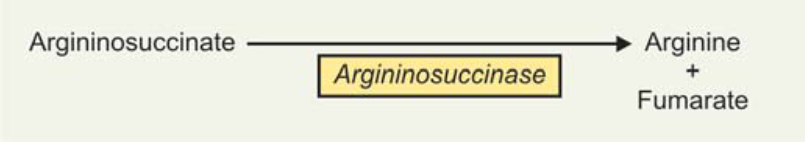 Argininosuccinate
Argininosuccinase
Arginine
+
Fumarate